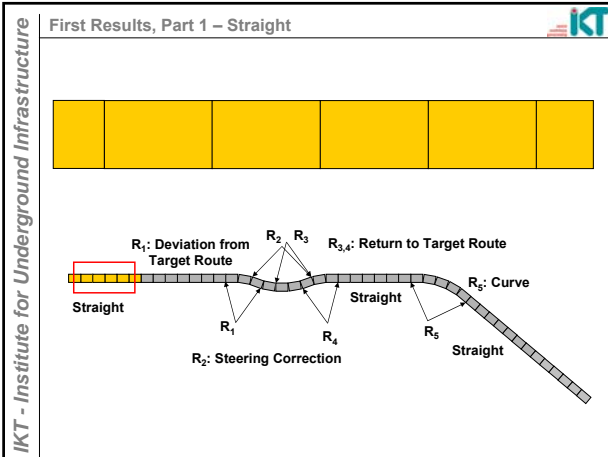 IKT - Institute for Underground Infrastructure
First Results, Part 1 – Straight
iKT
R1: Deviation from
Target Route
R2 R3
R3,4: Return to Target Route
R5: Curve
Straight
R1
R2: Steering Correction
R4
Straight
R5
Straight